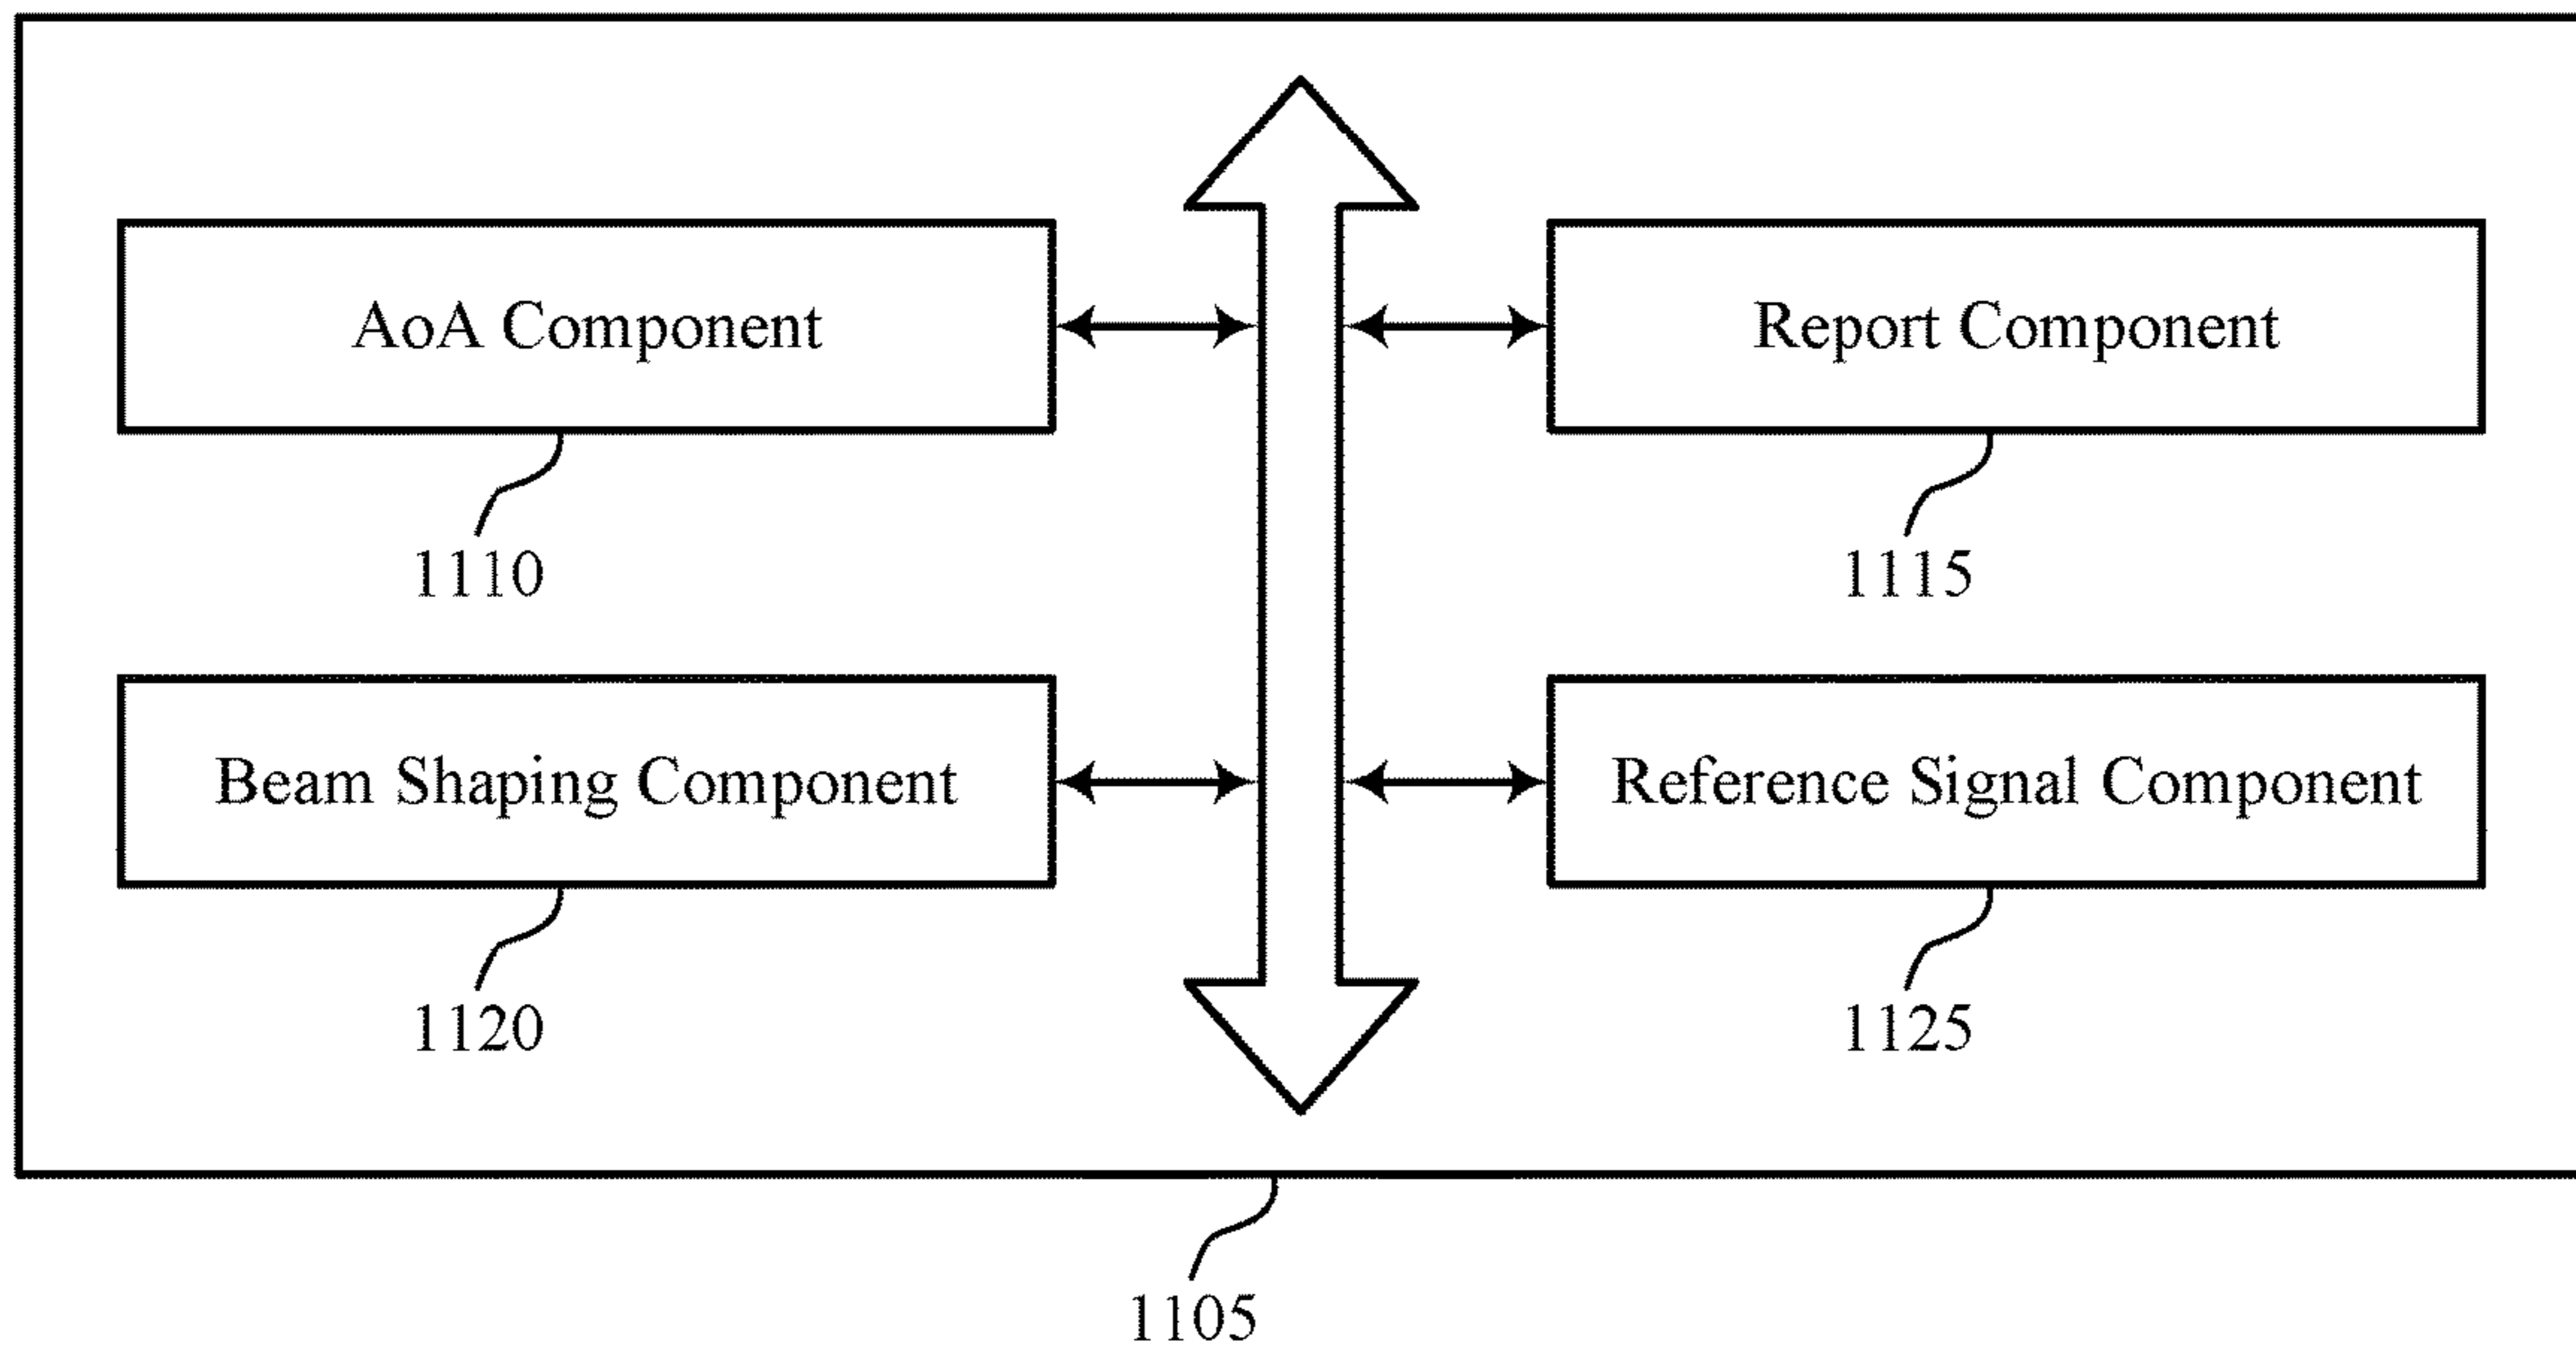 AoA Component
Report Component
1110
1115
Beam Shaping Component
Reference Signal Component
1120
1125
1105